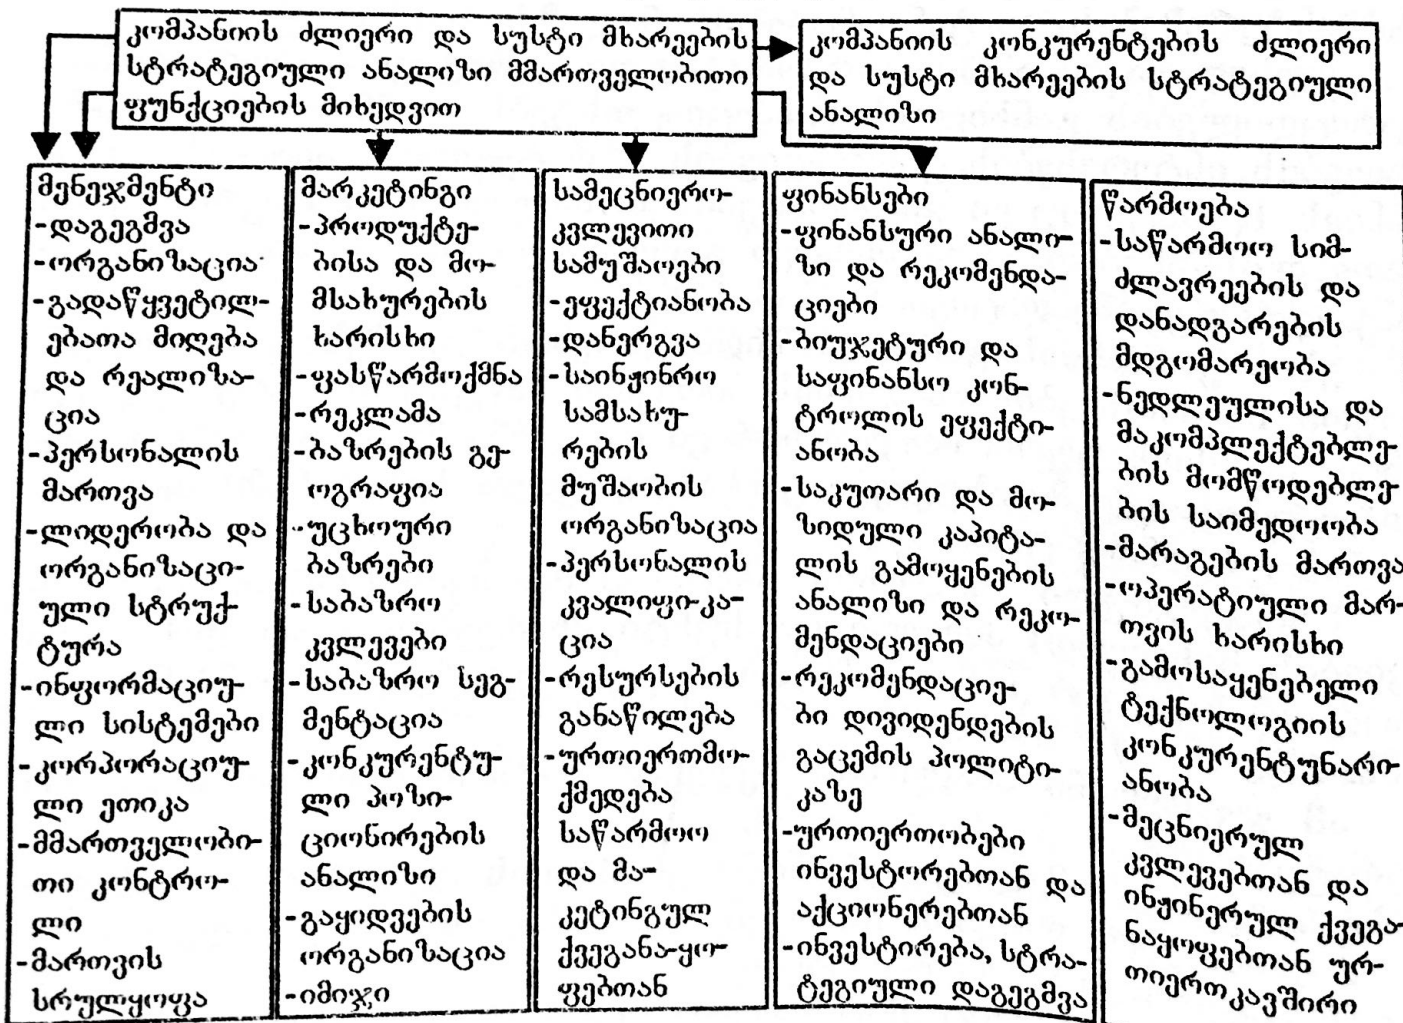 კომპანიის ძლიერი და სუსტი მხარეების
სტრატეგიული ანალიზი მმართველობითი
ფუნქციების მიხედვით
კომპანიის კონკურენტების ძლიერი
და სუსტი მხარეების სტრატეგიული
ანალიზი
მენეჯმენტი
-დაგეგმვა
-ორგანიზაცია
-გადაწყვეტილ-
ებათა მიღება
და რეალიზა-
ცია
-პერსონალის
მართვა
-ლიდერობა და
ორგანიზაცი-
ული სტრუქ-
ტურა
-ინფორმაციუ-
ლი სისტემები
-კორპორაციუ-
ლი ეთიკა
-მმართველობი-
თი კონტრო-
ლი
-მართვის
სრულყოფა
მარკეტინგი
-პროდუქტე-
ბისა და მო-
მსახურების
ხარისხი
-ფასწარმოქმნა
-რეკლამა
-ბაზრების გე-
ოგრაფია
-უცხოური
ბაზრები
-საბაზრო
კვლევები
-საბაზრო სეგ-
მენტაცია
-კონკურენტუ-
ლი პოზი-
ციონირების
ანალიზი
-გაყიდვების
ორგანიზაცია
-იმიჯი
სამეცნიერო-
კვლევითი
სამუშაოები
-ეფექტიანობა
-დანერგვა
-საინჟინრო
სამსახუ-
რების
მუშაობის
ორგანიზაცია
-პერსონალის
კვალიფი-კა-
ცია
-რესურსების
განაწილება
-ურთიერთმო-
ქმედება
საწარმოო
და მა-
კეტინგულ
ქვეგანა-ყო-
ფებთან
ფინანსები
-ფინანსური ანალი-
ზი და რეკომენდა-
ციები
-ბიუჯეტური და
საფინანსო კონ-
ტროლის ეფექტი-
ანობა
-საკუთარი და მო-
ზიდული კაპიტა-
ლის გამოყენების
ანალიზი და რეკო-
მენდაციები
-რეკომენდაციე-
ბი დივიდენდების
გაცემის პოლიტი-
კაზე
-ურთიერთობები
ინვესტორებთან და
აქციონერებთან
-ინვესტირება, სტრა-
ტეგიული დაგეგმვა
წარმოება
-საწარმოო სიმ-
ძლავრეების და
დანადგარების
მდგომარეობა
-ნედლეულისა და
მაკომპლექტებლე-
ბის მომწოდებლე-
ბის საიმედოობა
-მარაგების მართვა
-ოპერატიული მარ-
თვის ხარისხი
-გამოსაყენებელი
ტექნოლოგიის
კონკურენტუნარი-
ანობა
-მეცნიერულ
კვლევებთან და
ინჟინერულ ქვეგა-
ნაყოფებთან ურ-
თიერთკავშირი